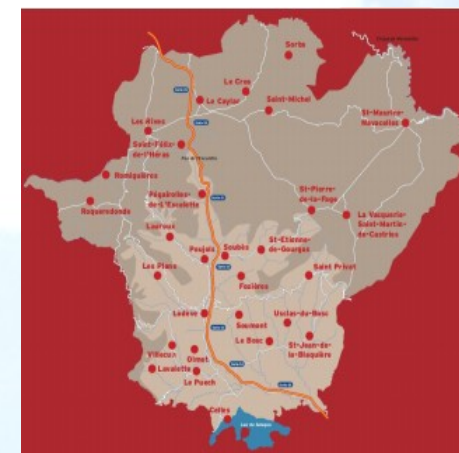 Sorbs
Le Cros
Le Caylar
Saint-Michel
St-Maurice-
Navacelles
Les Rives
Saint-Félix-
de-l'Héras
Romiguières
Pégairolles-
de-L'Escalette
St-Pierre-
de-la-Fage
Roqueredonde
La Vacquerie-
Saint-Martin-
de-Castries
Lauroux
Poujols
Soubès
St-Etienne-
de-Gourgas
Les Plans
Fozières
Saint Privat
Lodève
Soumont
Usclas-du-Bosc
Le Bosc
St-Jean-de-
la-Blaquière
Villecun
Olmet
Lavalette
Le Puech
Celles